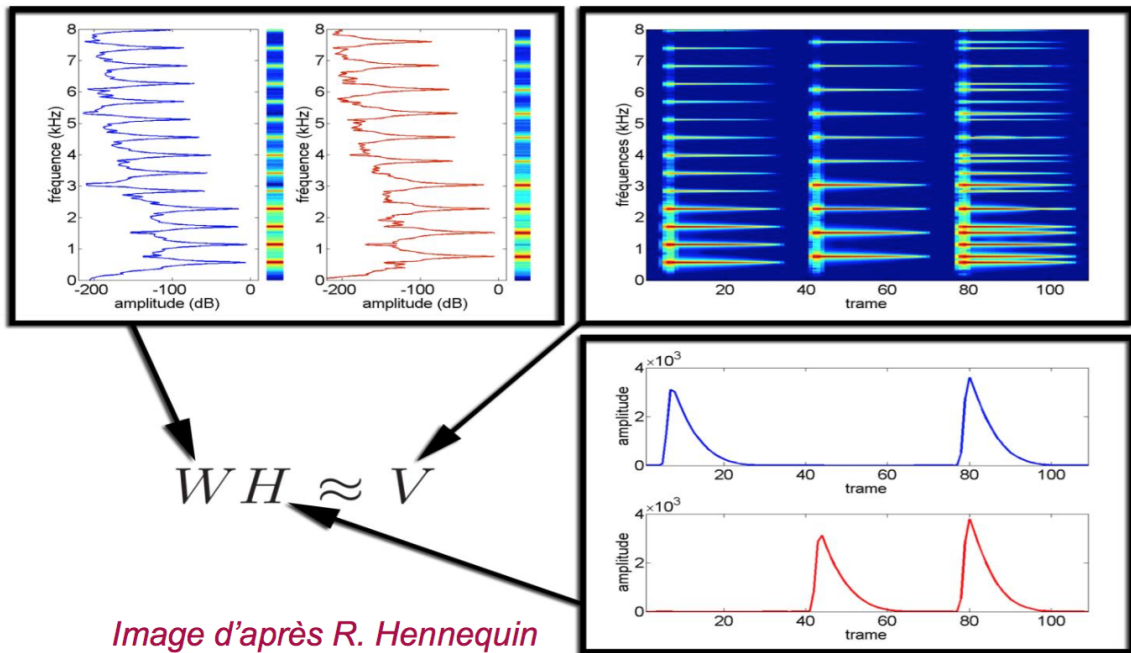 8
7
6
5
4
3
2
1
0
fréquence (kHz)
-200 -100 0
amplitude (dB)
8
7
6
5
4
3
2
1
0
fréquence (kHz)
-200 -100 0
amplitude (dB)
8
7
6
5
4
3
2
1
0
fréquences (kHz)
20 40 60 80 100
trame
W H ≈ V
×10³
4
2
0
amplitude
20 40 60 80 100
trame
×10³
4
2
0
amplitude
20 40 60 80 100
trame
Image d'après R. Hennequin